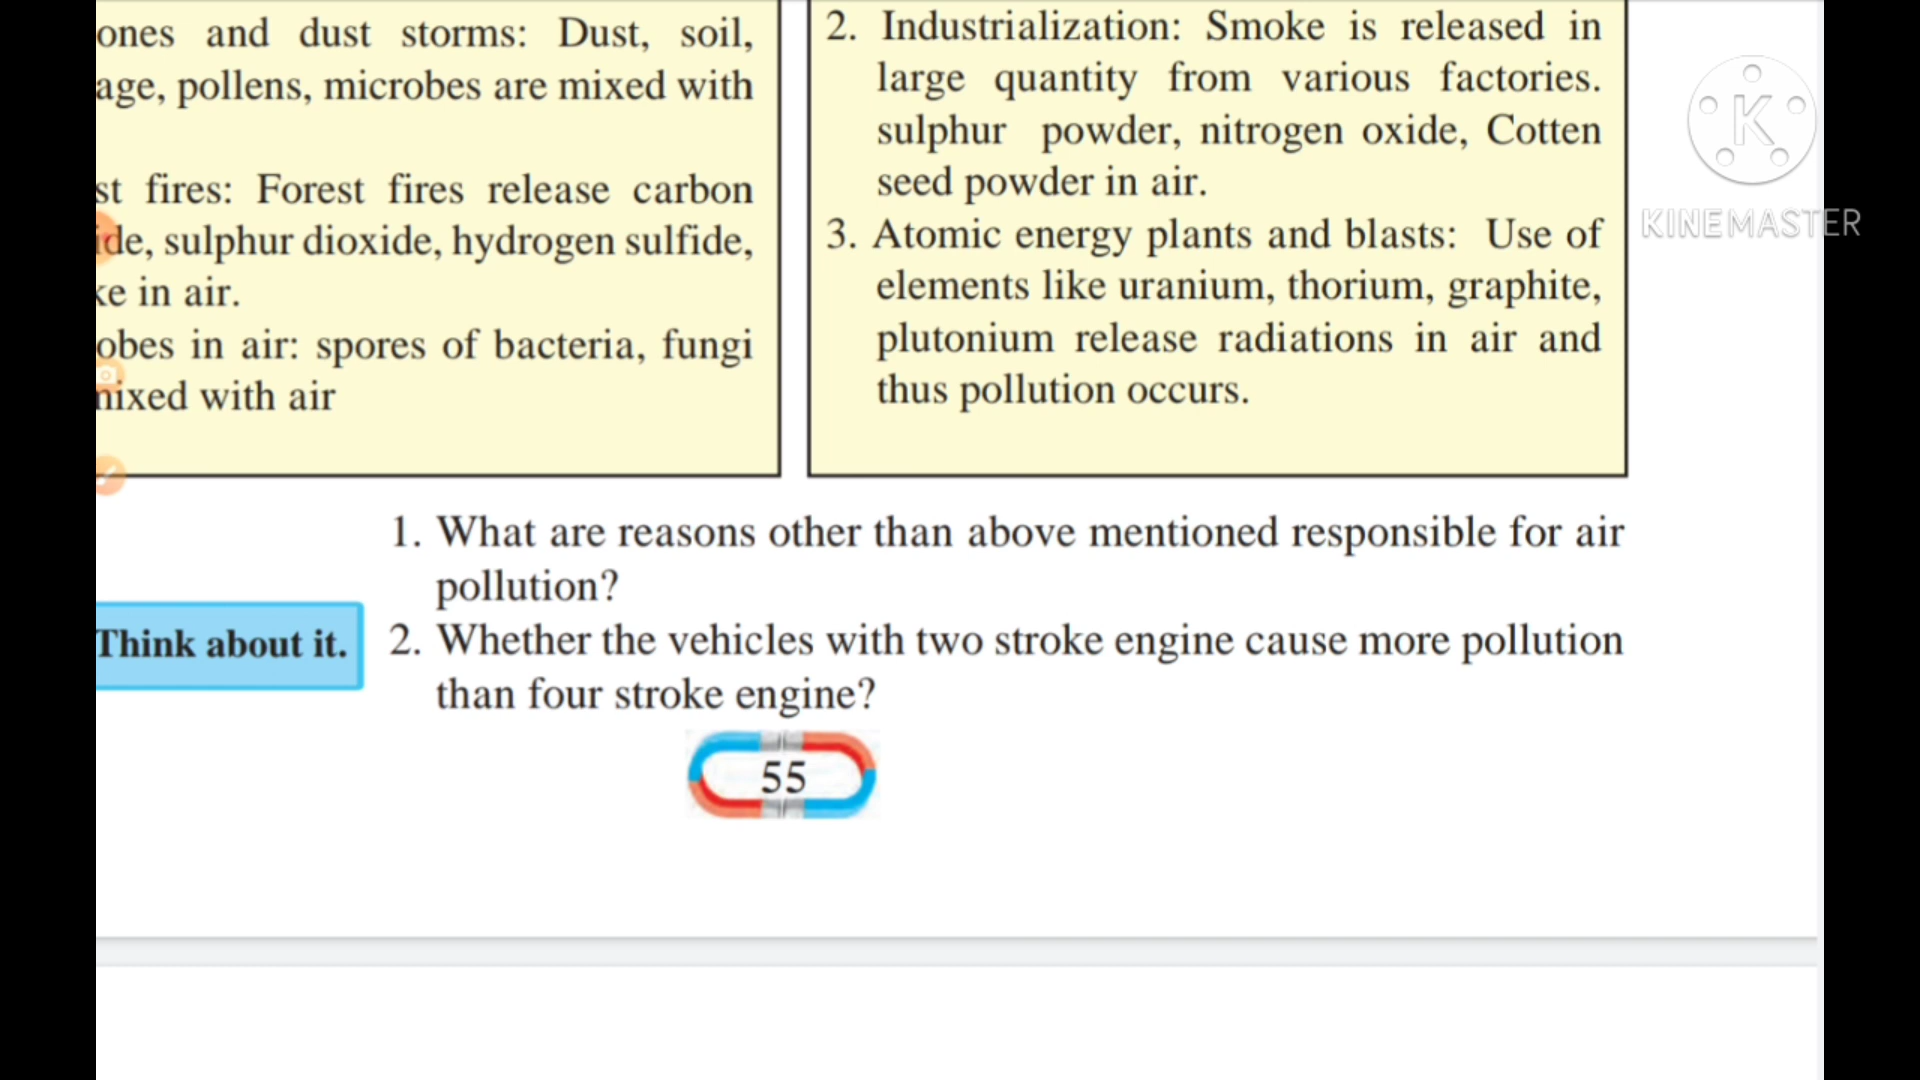 ones and dust storms: Dust, soil,
age, pollens, microbes are mixed with
st fires: Forest fires release carbon
ide, sulphur dioxide, hydrogen sulfide,
ke in air.
obes in air: spores of bacteria, fungi
mixed with air
2. Industrialization: Smoke is released in
large quantity from various factories.
sulphur powder, nitrogen oxide, Cotten
seed powder in air.
3. Atomic energy plants and blasts: Use of
elements like uranium, thorium, graphite,
plutonium release radiations in air and
thus pollution occurs.
K
KINEMASTER
Think about it.
1. What are reasons other than above mentioned responsible for air
pollution?
2. Whether the vehicles with two stroke engine cause more pollution
than four stroke engine?
55